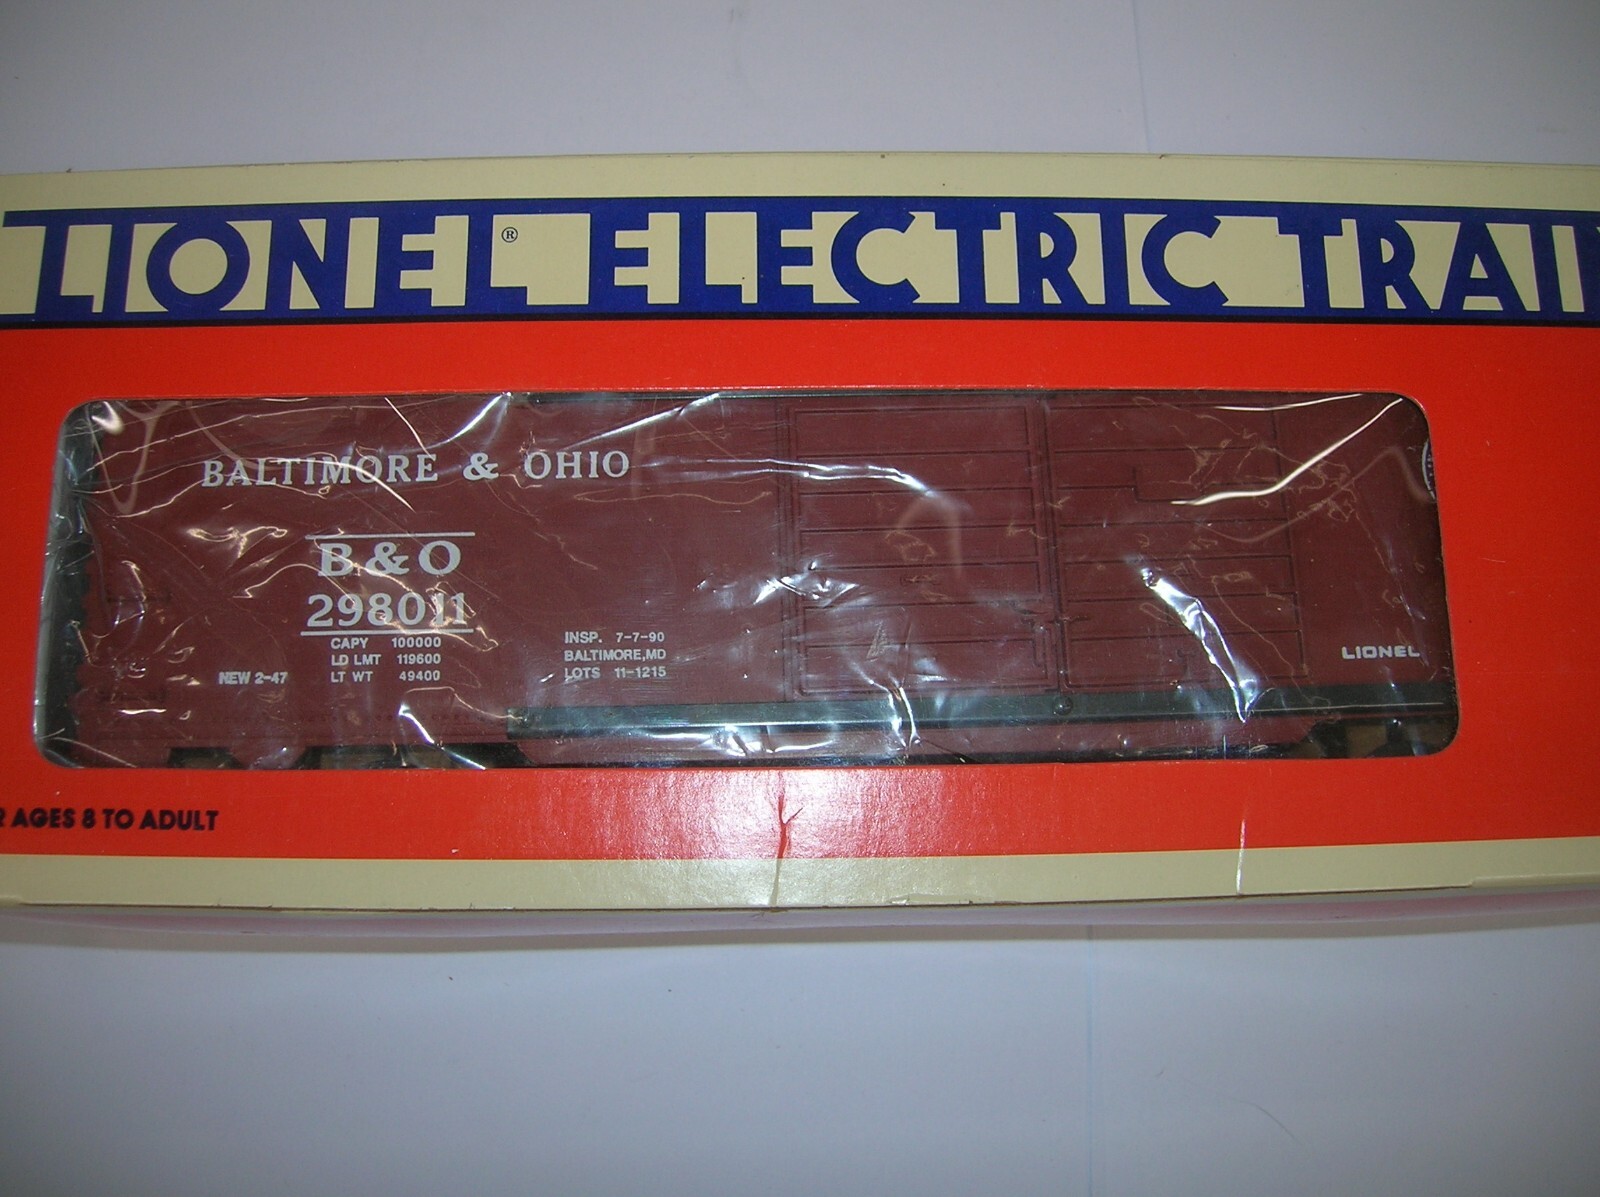 LIONEL® ELECTRIC TRAI
BALTIMORE & OHIO
B&O
298011
CAPY 100000
LD LMT 119600
LT WT 49400
NEW 2-47
INSP. 7-7-90
BALTIMORE, MD
LOTS 11-1215
LIONEL
AGES 8 TO ADULT